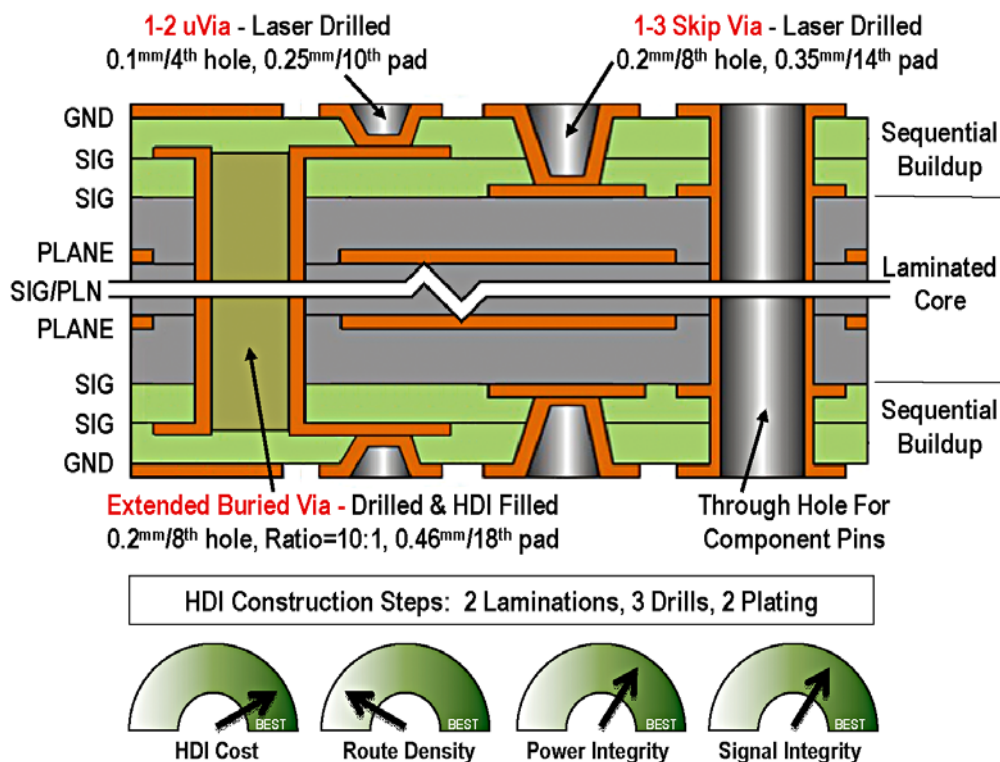 1-2 uVia - Laser Drilled
0.1mm/4th hole, 0.25mm/10th pad
1-3 Skip Via - Laser Drilled
0.2mm/8th hole, 0.35mm/14th pad
GND
SIG
SIG
PLANE
SIG/PLN
PLANE
SIG
SIG
GND
Sequential
Buildup
Laminated
Core
Sequential
Buildup
Extended Buried Via - Drilled & HDI Filled
0.2mm/8th hole, Ratio=10:1, 0.46mm/18th pad
Through Hole For
Component Pins
HDI Construction Steps: 2 Laminations, 3 Drills, 2 Plating
BEST
HDI Cost
BEST
Route Density
BEST
Power Integrity
BEST
Signal Integrity